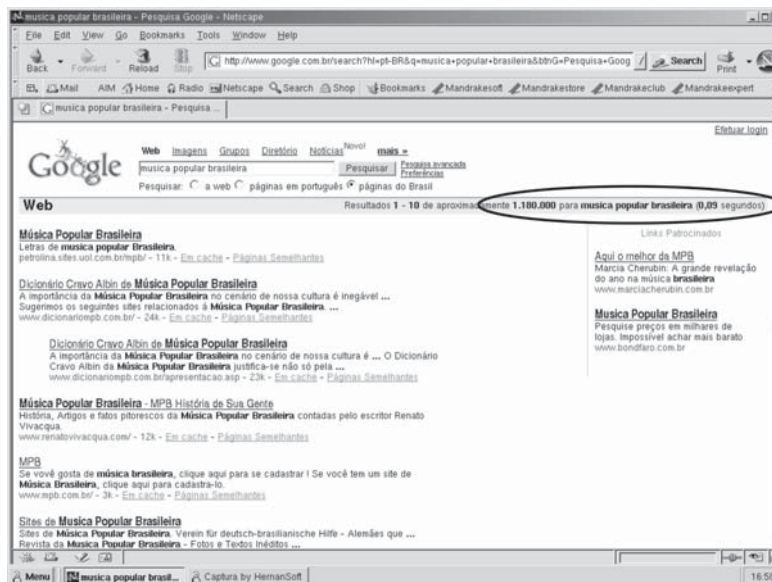 musica popular brasileira - Pesquisa Google - Netscape
File Edit View Go Bookmarks Tools Window Help
Back Forward Reload Stop http://www.google.com.br/search?hl=pt-BR&q=musica+popular+brasileira&btnG=Pesquisa+Goog Search Print
Mail AIM Home Radio Netscape Search Shop Bookmarks Mandrakesoft Mandrakestore Mandrakeclub Mandrakeexpert
musica popular brasileira - Pesquisa ...
Efetuar login
Google
Web Imagens Grupos Diretório Notícias Novo! mais »
musica popular brasileira Pesquisar Pesquisa avançada
Preferências
Pesquisar: a web páginas em português páginas do Brasil
Web Resultados 1 - 10 de aproximadamente 1.180.000 para musica popular brasileira (0,09 segundos)
Música Popular Brasileira
Letras de musica popular Brasileira.
petrolina.sites.uol.com.br/mpb/ - 11k - Em cache - Páginas Semelhantes
Dicionário Cravo Albin de Música Popular Brasileira
A importância da Música Popular Brasileira no cenário de nossa cultura é inegável ...
Sugerimos os seguintes sites relacionados á Música Popular Brasileira. ...
www.dicionariompb.com.br/ - 24k - Em cache - Páginas Semelhantes
Dicionário Cravo Albin de Música Popular Brasileira
A importância da Música Popular Brasileira no cenário de nossa cultura é ... O Dicionário
Cravo Albin da Música Popular Brasileira justifica-se não só pela ...
www.dicionariompb.com.br/apresentacao.asp - 23k - Em cache - Páginas Semelhantes
Música Popular Brasileira - MPB História de Sua Gente
História, Artigos e fatos pitorescos da Música Popular Brasileira contadas pelo escritor Renato
Vivacqua.
www.renatovivacqua.com/ - 12k - Em cache - Páginas Semelhantes
MPB
Se vovê gosta de música brasileira, clique aqui para se cadastrar ! Se você tem um site de
Música Brasileira, clique aqui para cadastra-lo.
www.mpb.com.br/ - 3k - Em cache - Páginas Semelhantes
Sites de Musica Popular Brasileira
Sites de Música Popular Brasileira. Verein für deutsch-brasilianische Hilfe - Alemães que ...
Revista da Musica Popular Brasileira - Fotos e Textos Inéditos ...
Links Patrocinados
Aqui o melhor da MPB
Marcia Cherubin: A grande revelação
do ano na música brasileira
www.marciacherubin.com.br
Musica Popular Brasileira
Pesquise preços em milhares de
lojas. Impossível achar mais barato
www.bondfaro.com.br
Menu musica popular brasil... Captura by HernanSoft